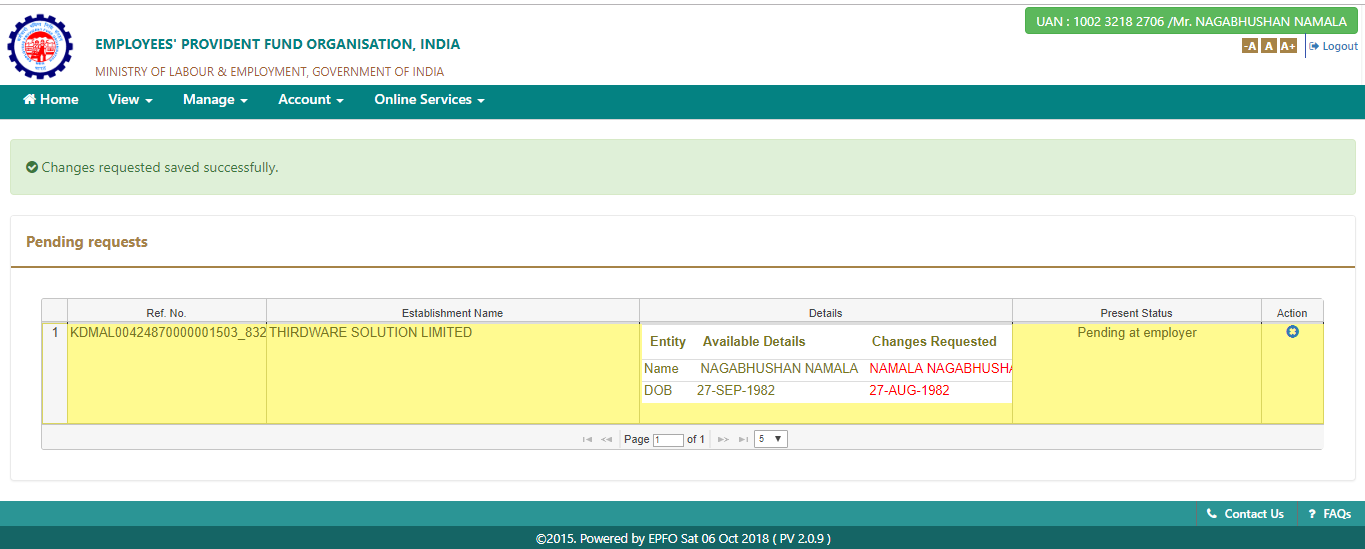 UAN : 1002 3218 2706 /Mr. NAGABHUSHAN NAMALA
EMPLOYEES' PROVIDENT FUND ORGANISATION, INDIA
-A A A+ Logout
MINISTRY OF LABOUR & EMPLOYMENT, GOVERNMENT OF INDIA
Home View Manage Account Online Services
Changes requested saved successfully.
Pending requests
Ref. No. Establishment Name Details Present Status Action
1 KDMAL00424870000001503_832 THIRDWARE SOLUTION LIMITED Pending at employer
Entity Available Details Changes Requested
Name NAGABHUSHAN NAMALA NAMALA NAGABHUSHA
DOB 27-SEP-1982 27-AUG-1982
Page 1 of 1 5
Contact Us ? FAQs
©2015. Powered by EPFO Sat 06 Oct 2018 ( PV 2.0.9 )